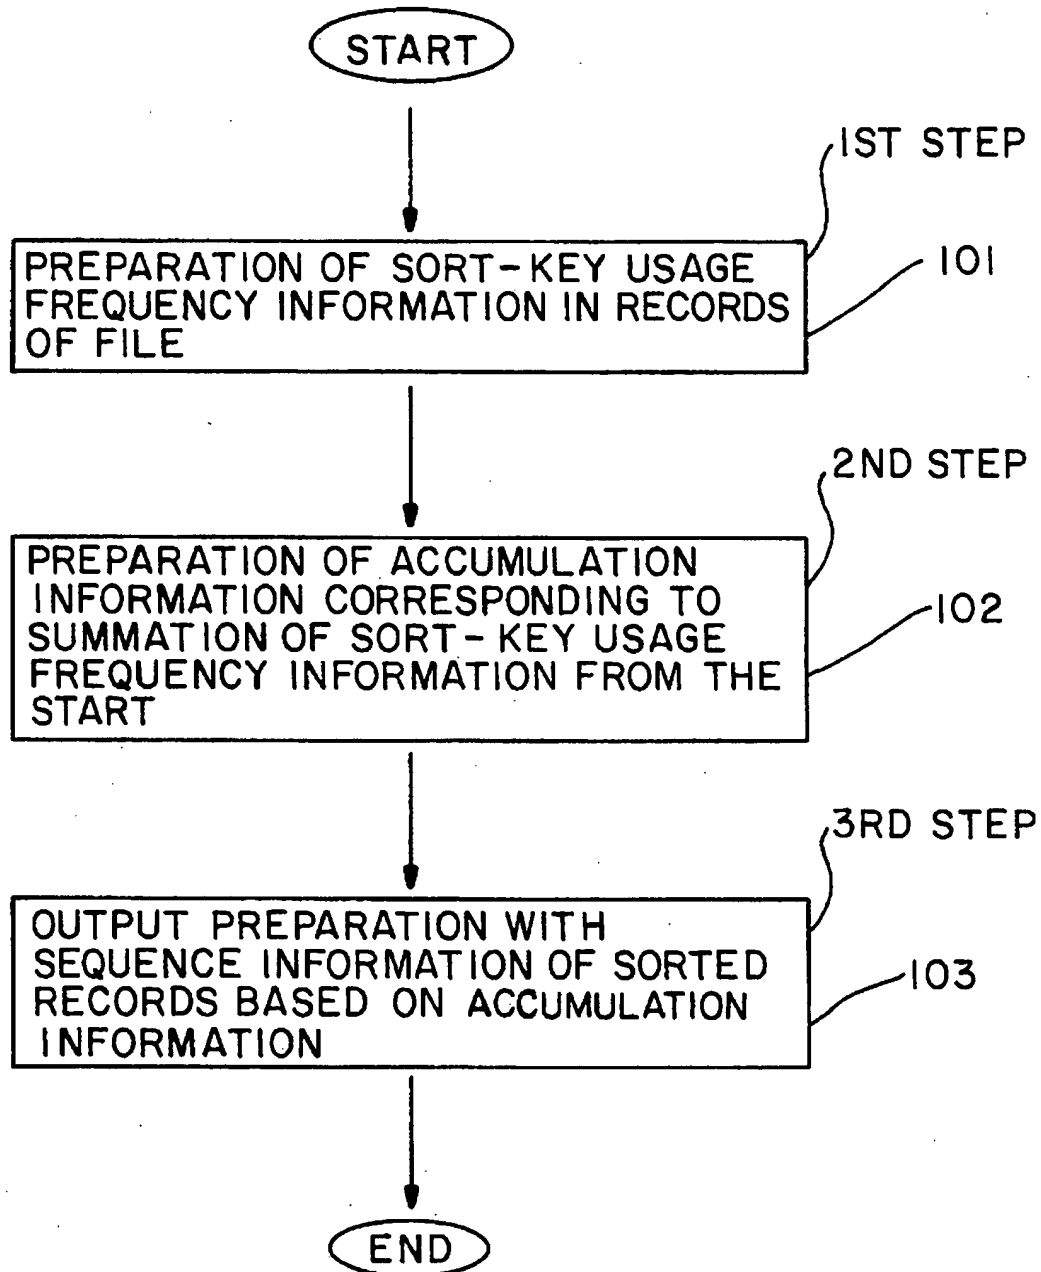 START
1ST STEP
101
PREPARATION OF SORT-KEY USAGE
FREQUENCY INFORMATION IN RECORDS
OF FILE
2ND STEP
102
PREPARATION OF ACCUMULATION
INFORMATION CORRESPONDING TO
SUMMATION OF SORT-KEY USAGE
FREQUENCY INFORMATION FROM THE
START
3RD STEP
103
OUTPUT PREPARATION WITH
SEQUENCE INFORMATION OF SORTED
RECORDS BASED ON ACCUMULATION
INFORMATION
END